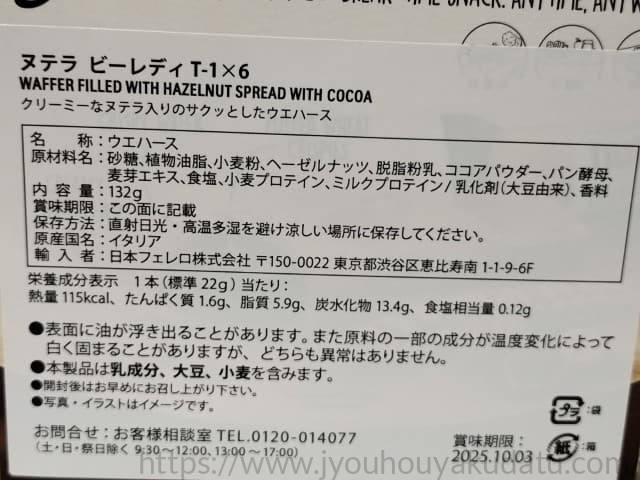 BREAK-TIME SNACK. ANYTIME, ANYW
ヌテラ ビーレディ T-1×6
WAFFER FILLED WITH HAZELNUT SPREAD WITH COCOA
クリーミーなヌテラ入りのサクッとしたウエハース
名 称：ウエハース
原材料名：砂糖、植物油脂、小麦粉、ヘーゼルナッツ、脱脂粉乳、ココアパウダー、パン酵母、
麦芽エキス、食塩、小麦プロテイン、ミルクプロテイン/乳化剤(大豆由来)、香料
内 容 量：132g
賞味期限：この面に記載
保存方法：直射日光・高温多湿を避け涼しい場所に保存してください。
原産国名：イタリア
輸 入 者：日本フェレロ株式会社 〒150-0022 東京都渋谷区恵比寿南 1-1-9-6F
栄養成分表示 1本(標準 22g)当たり：
熱量 115kcal、たんぱく質 1.6g、脂質 5.9g、炭水化物 13.4g、食塩相当量 0.12g
●表面に油が浮き出ることがあります。また原料の一部の成分が温度変化によって
白く固まることがありますが、どちらも異常はありません。
●本製品は乳成分、大豆、小麦を含みます。
●開封後はお早めにお召し上がり下さい。
●写真・イラストはイメージです。
プラ：袋
紙：箱
お問合せ：お客様相談室 TEL.0120-014077
(土・日・祭日除く 9:30～12:00、13:00～17:00)
賞味期限：
2025.10.03
https://www.jyouhouyakudatu.com